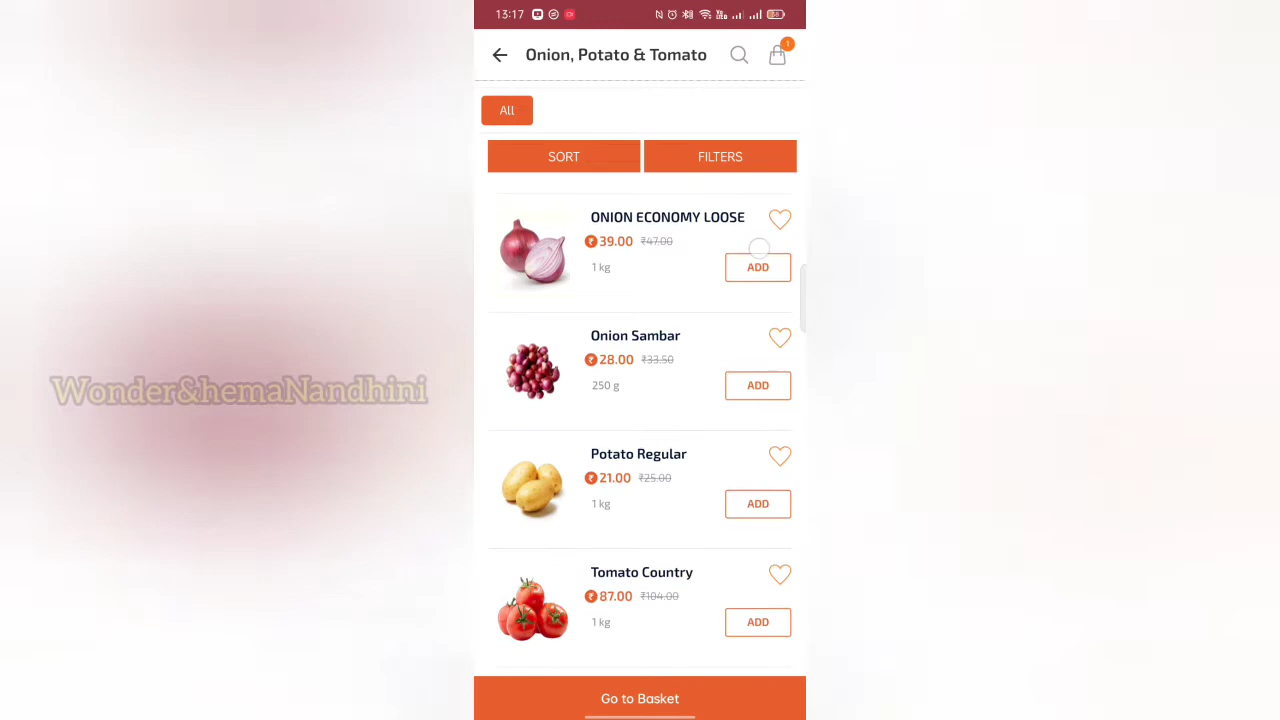 13:17
Onion, Potato & Tomato
1
All
SORT
FILTERS
ONION ECONOMY LOOSE
₹ 39.00 ₹47.00
1 kg
ADD
Onion Sambar
₹ 28.00 ₹33.50
250 g
ADD
Potato Regular
₹ 21.00 ₹25.00
1 kg
ADD
Tomato Country
₹ 87.00 ₹104.00
1 kg
ADD
Go to Basket
Wonder&hemaNandhini